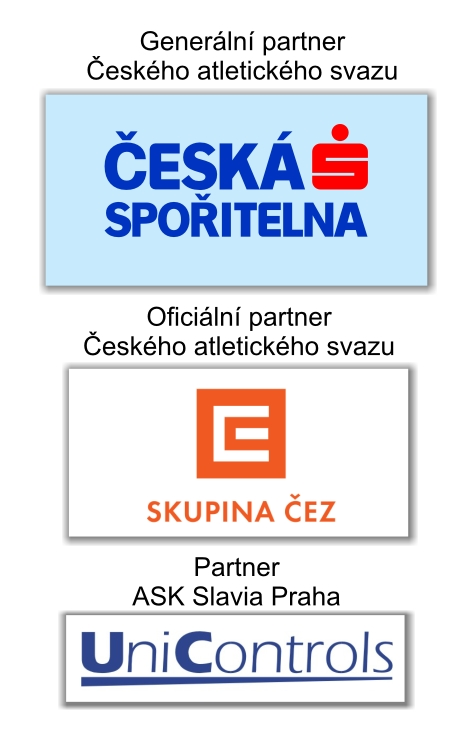 Generální partner
Českého atletického svazu
ČESKÁ
SPOŘITELNA
Oficiální partner
Českého atletického svazu
SKUPINA ČEZ
Partner
ASK Slavia Praha
UniControls